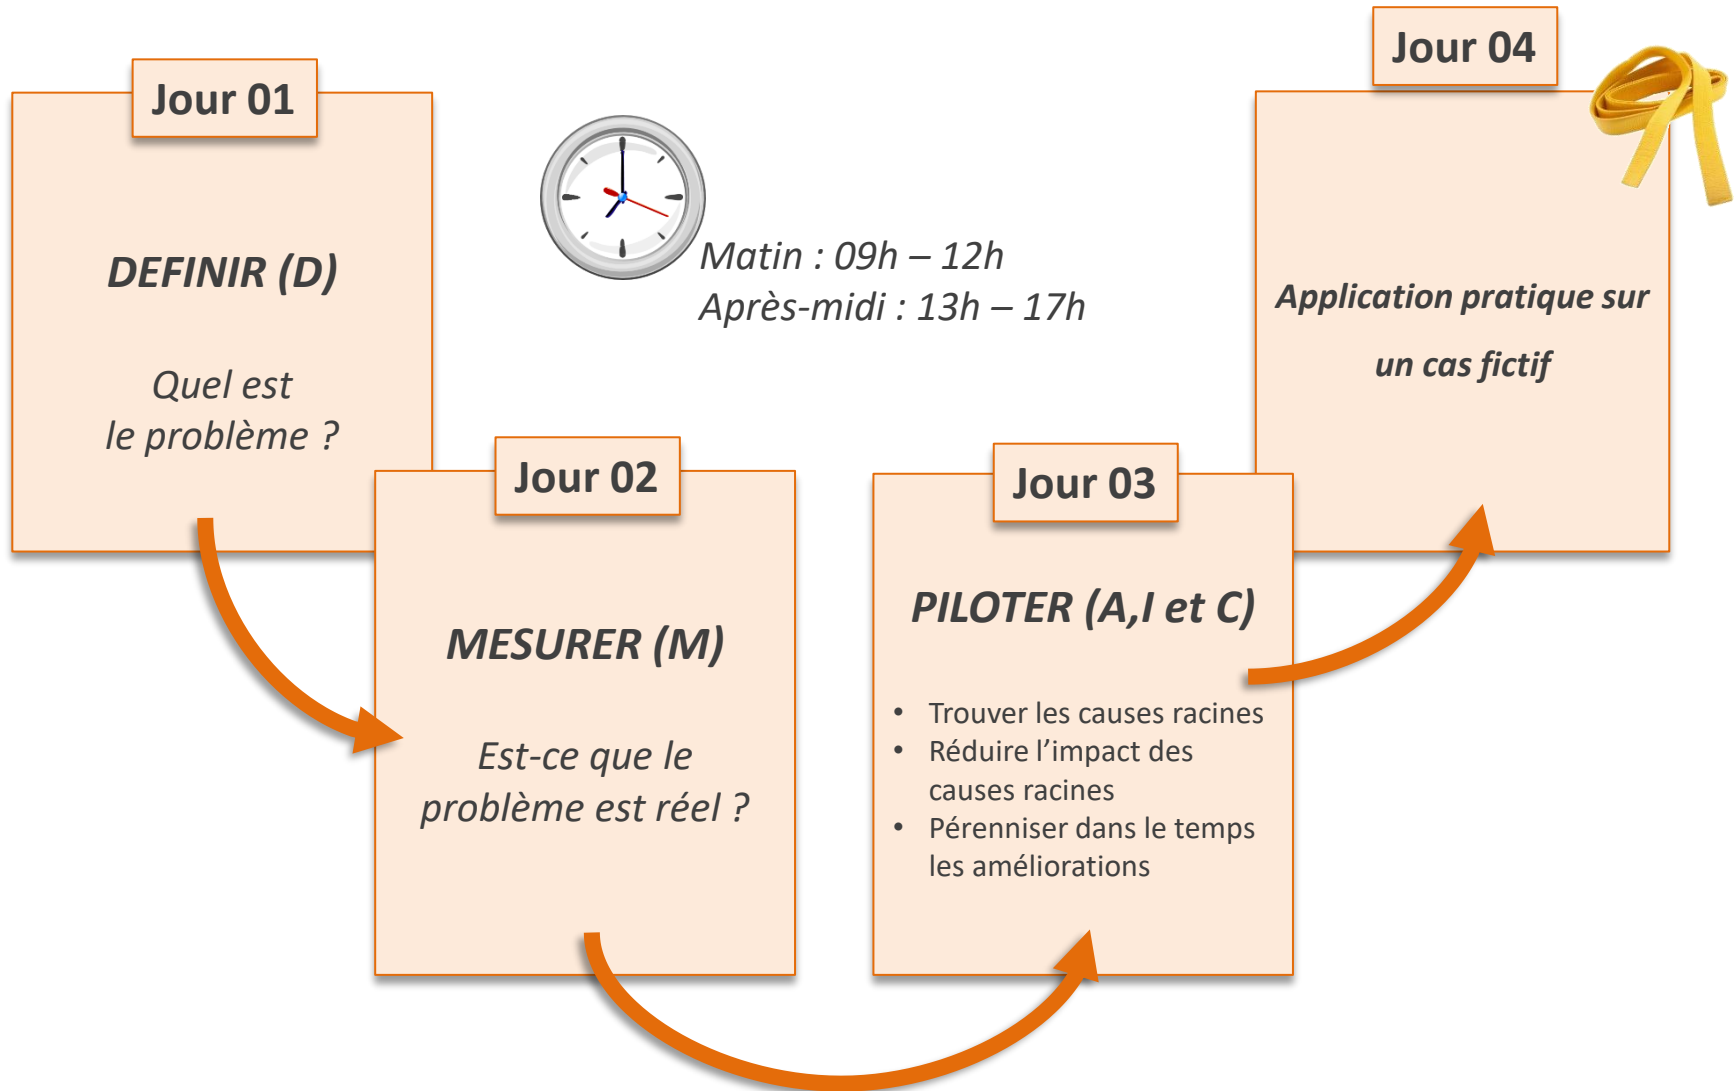 Jour 01
DEFINIR (D)
Quel est
le problème ?
Matin : 09h – 12h
Après-midi : 13h – 17h
Jour 02
MESURER (M)
Est-ce que le
problème est réel ?
Jour 03
PILOTER (A,I et C)
• Trouver les causes racines
• Réduire l’impact des
causes racines
• Pérenniser dans le temps
les améliorations
Jour 04
Application pratique sur
un cas fictif